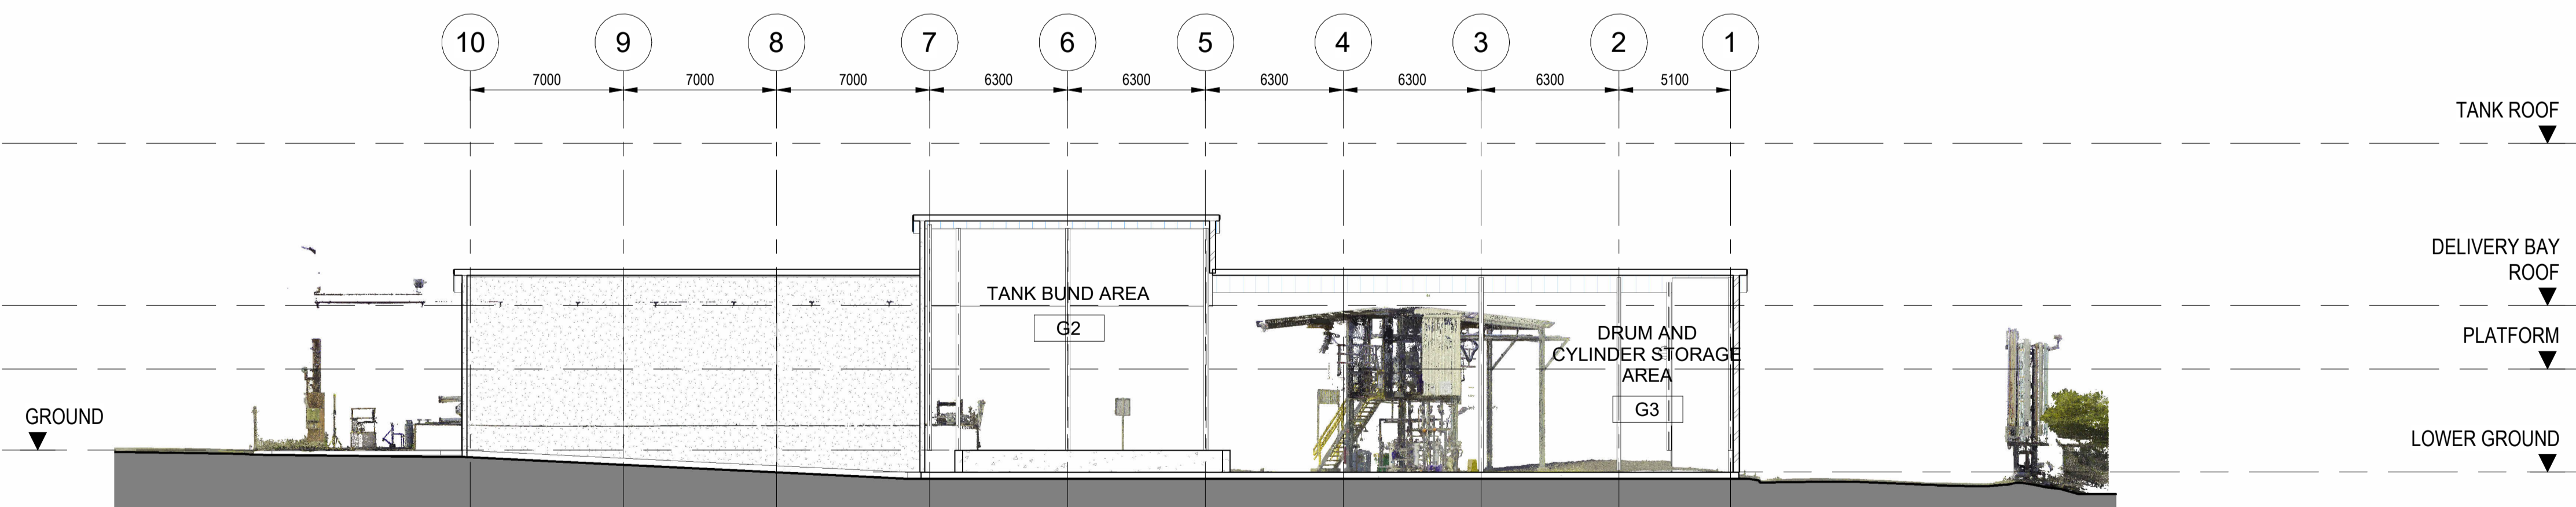 10 9 8 7 6 5 4 3 2 1
7000 7000 7000 6300 6300 6300 6300 6300 5100
TANK ROOF
DELIVERY BAY
ROOF
TANK BUND AREA
G2
DRUM AND
CYLINDER STORAGE
AREA
G3
PLATFORM
GROUND
LOWER GROUND